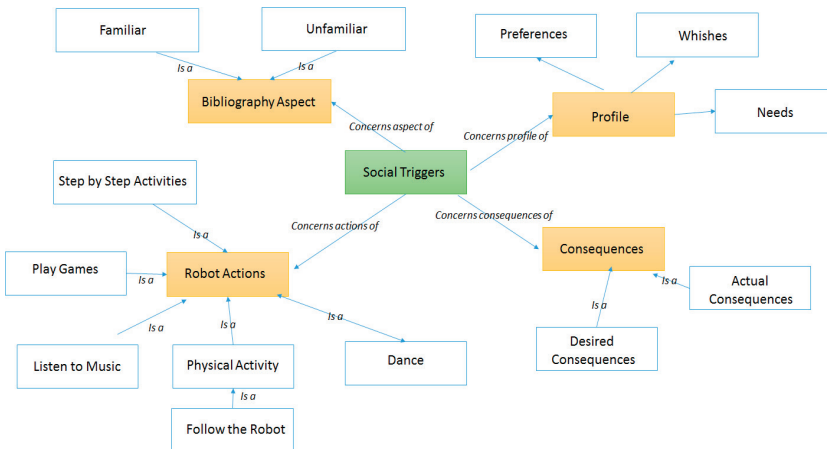 Familiar
Unfamiliar
Preferences
Whishes
Is a
Is a
Bibliography Aspect
Profile
Needs
Concerns aspect of
Concerns profile of
Social Triggers
Step by Step Activities
Concerns actions of
Concerns consequences of
Is a
Consequences
Play Games
Is a
Robot Actions
Is a
Actual
Consequences
Is a
Is a
Is a
Is a
Desired
Consequences
Listen to Music
Physical Activity
Dance
Is a
Follow the Robot